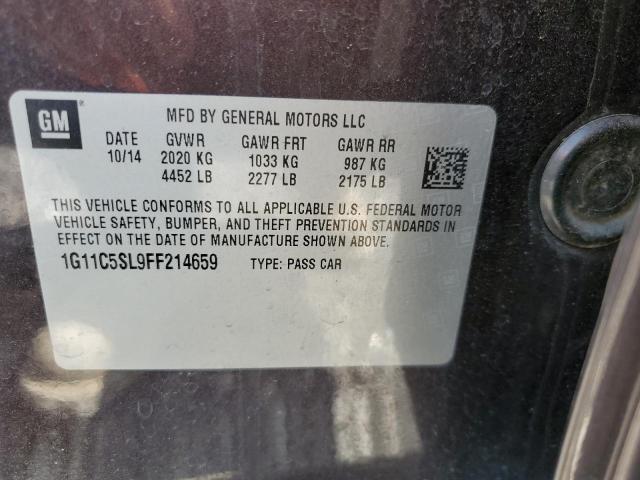 GM
MFD BY GENERAL MOTORS LLC
DATE GVWR GAWR FRT GAWR RR
10/14 2020 KG 1033 KG 987 KG
4452 LB 2277 LB 2175 LB
THIS VEHICLE CONFORMS TO ALL APPLICABLE U.S. FEDERAL MOTOR
VEHICLE SAFETY, BUMPER, AND THEFT PREVENTION STANDARDS IN
EFFECT ON THE DATE OF MANUFACTURE SHOWN ABOVE.
1G11C5SL9FF214659 TYPE: PASS CAR